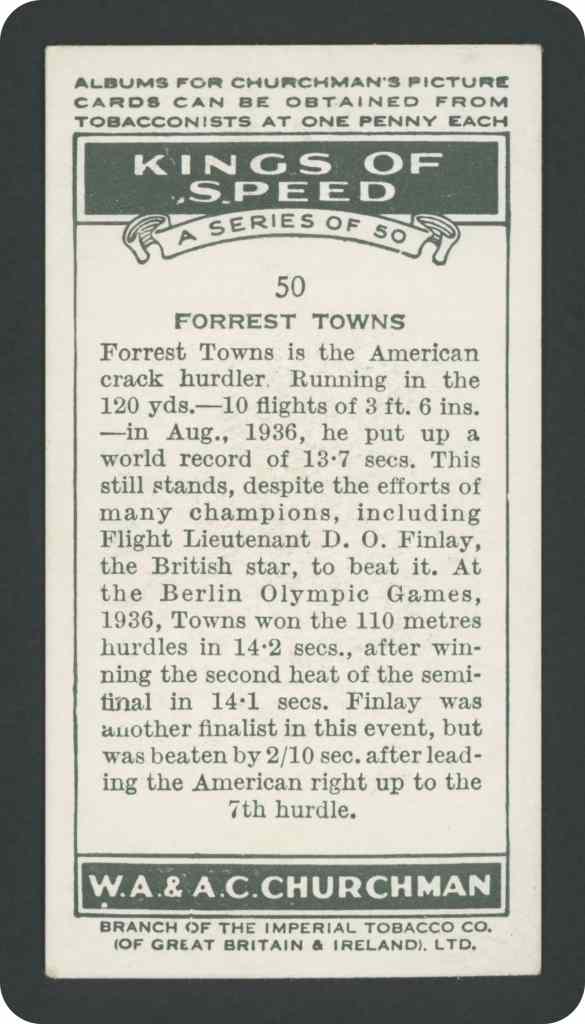 ALBUMS FOR CHURCHMAN'S PICTURE
CARDS CAN BE OBTAINED FROM
TOBACCONISTS AT ONE PENNY EACH
KINGS OF
SPEED
A SERIES OF 50
50
FORREST TOWNS
Forrest Towns is the American
crack hurdler. Running in the
120 yds.—10 flights of 3 ft. 6 ins.
—in Aug., 1936, he put up a
world record of 13·7 secs. This
still stands, despite the efforts of
many champions, including
Flight Lieutenant D. O. Finlay,
the British star, to beat it. At
the Berlin Olympic Games,
1936, Towns won the 110 metres
hurdles in 14·2 secs., after win-
ning the second heat of the semi-
final in 14·1 secs. Finlay was
another finalist in this event, but
was beaten by 2/10 sec. after lead-
ing the American right up to the
7th hurdle.
W.A.& A.C.CHURCHMAN
BRANCH OF THE IMPERIAL TOBACCO CO.
(OF GREAT BRITAIN & IRELAND), LTD.